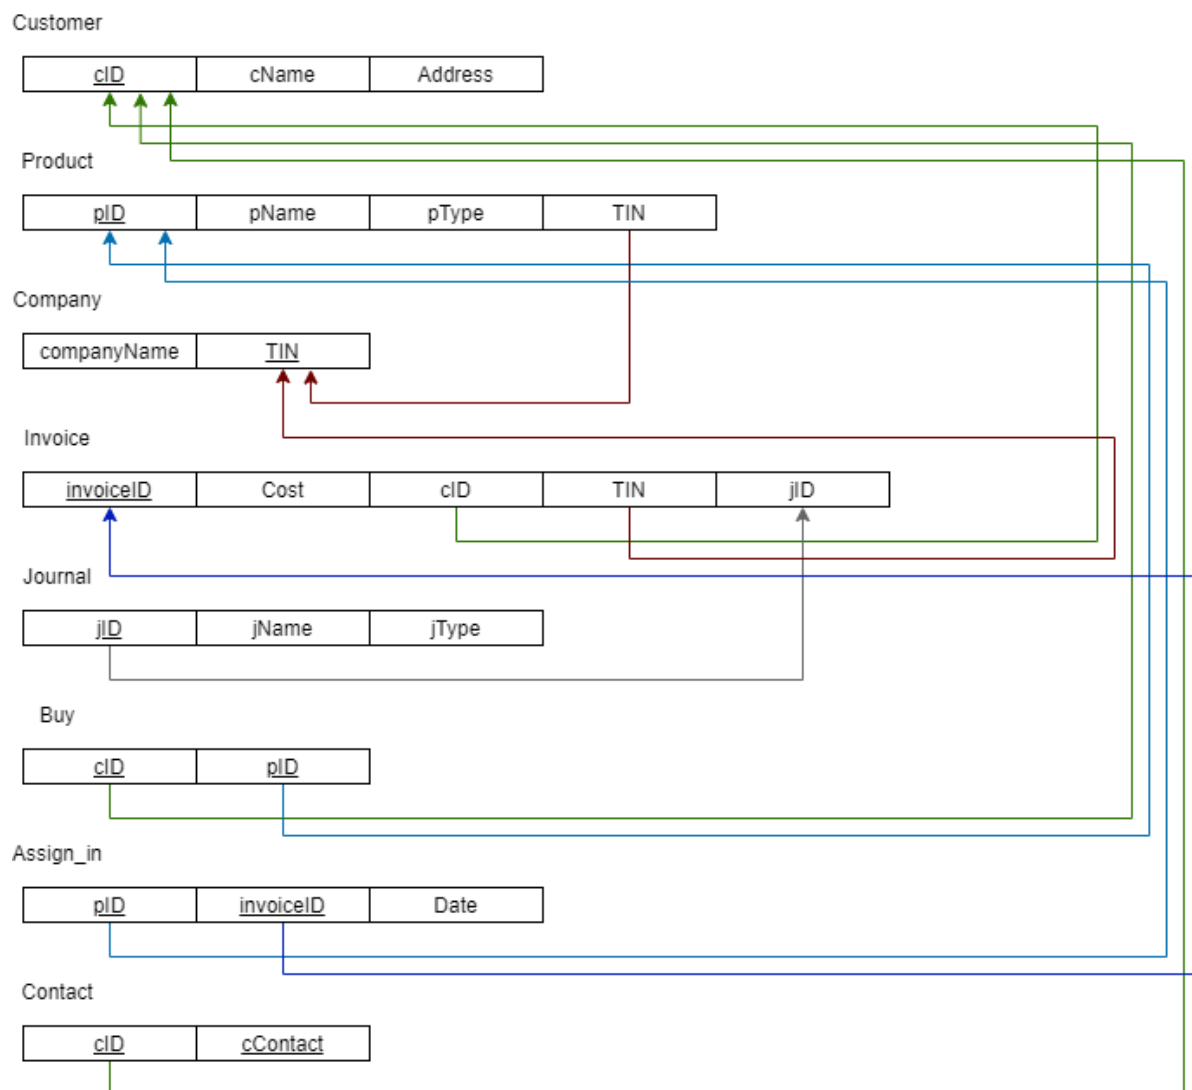 Customer
cID cName Address
Product
pID pName pType TIN
Company
companyName TIN
Invoice
invoiceID Cost cID TIN jID
Journal
jID jName jType
Buy
cID pID
Assign_in
pID invoiceID Date
Contact
cID cContact